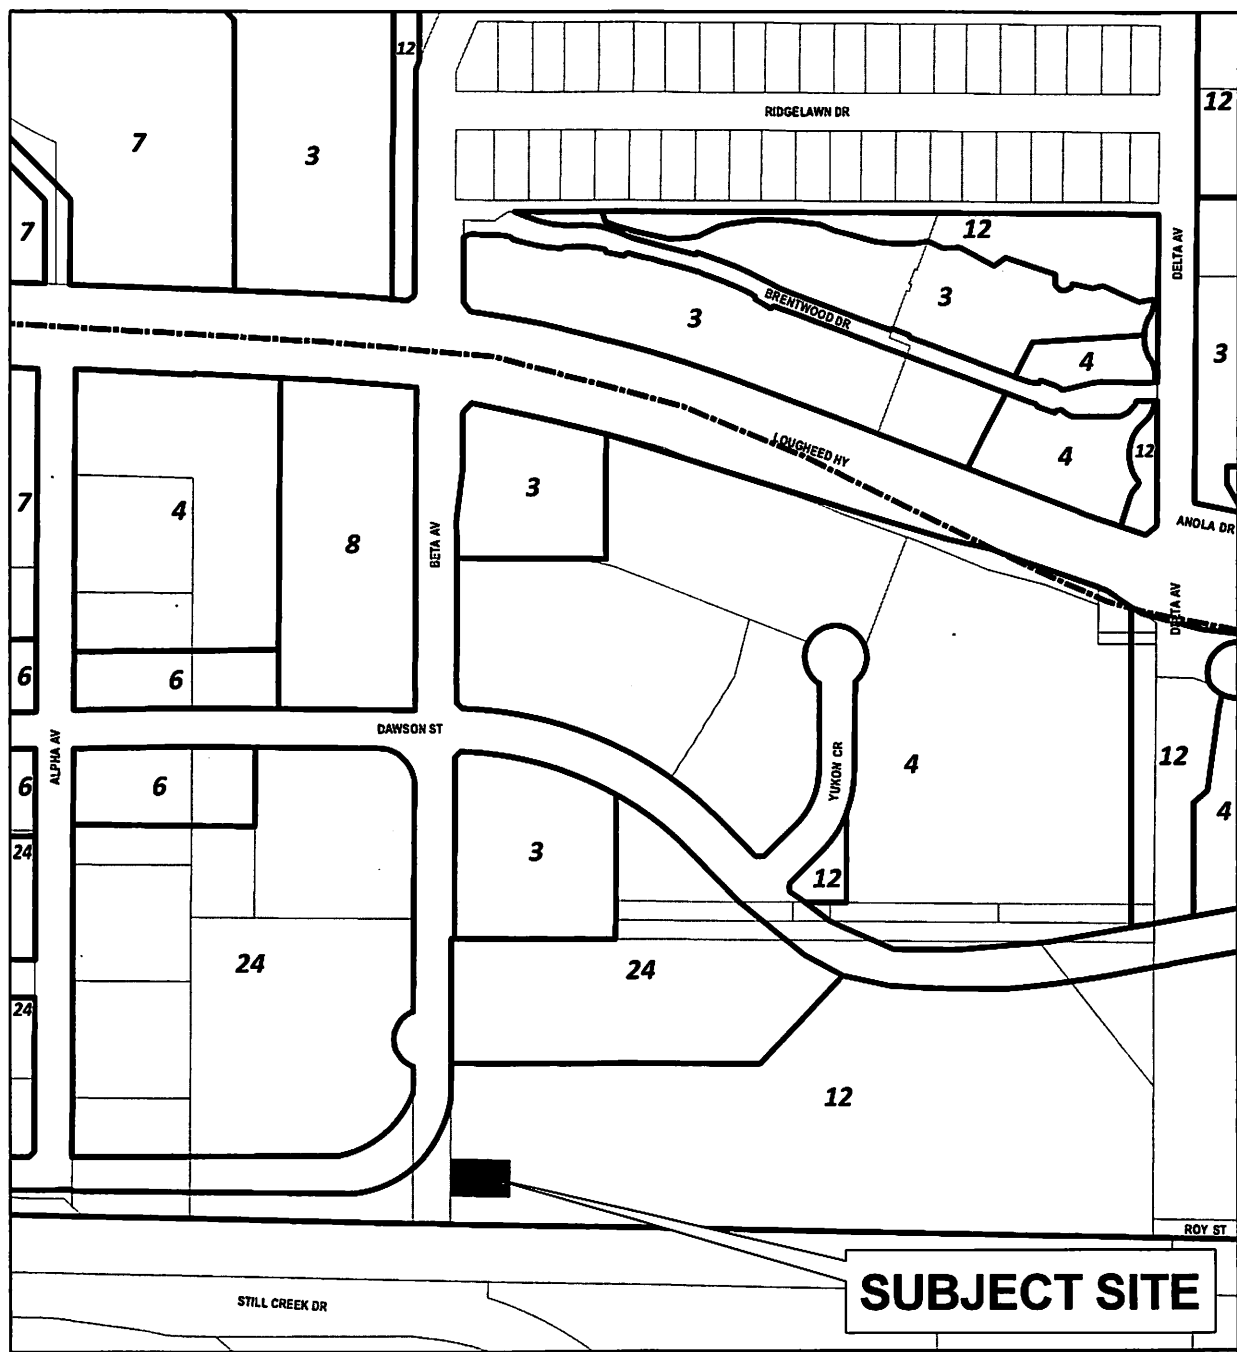 12
RIDGELAWN DR
12
7
3
7
12
DELTA AV
3
BRENTWOOD DR
3
3
4
LOUGHEED HY
4
12
3
7
4
8
BETA AV
ANOLA DR
DELTA AV
6
6
DAWSON ST
ALPHA AV
YUKON CR
4
12
6
6
4
24
3
12
24
24
24
12
ROY ST
STILL CREEK DR
SUBJECT SITE